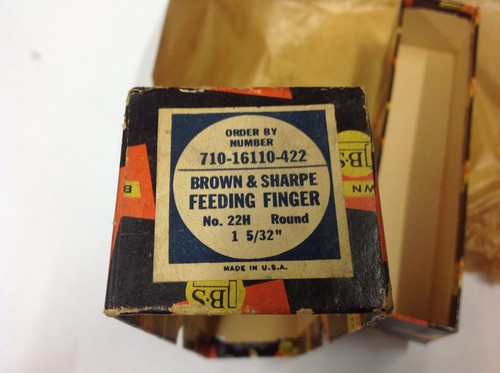 ORDER BY
NUMBER
710-16110-422
BROWN & SHARPE
FEEDING FINGER
No. 22H Round
1 5/32"
MADE IN U.S.A.
B·S
B·S